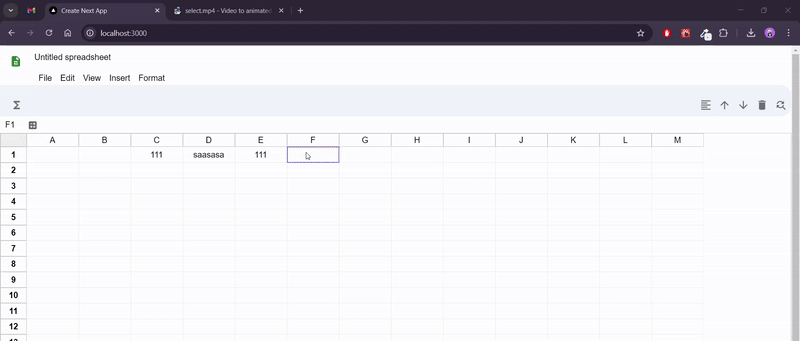 Create Next App
select.mp4 - Video to animated
localhost:3000
Untitled spreadsheet
File Edit View Insert Format
F1
A B C D E F G H I J K L M
1 111 saasasa 111
2
3
4
5
6
7
8
9
10
11
12